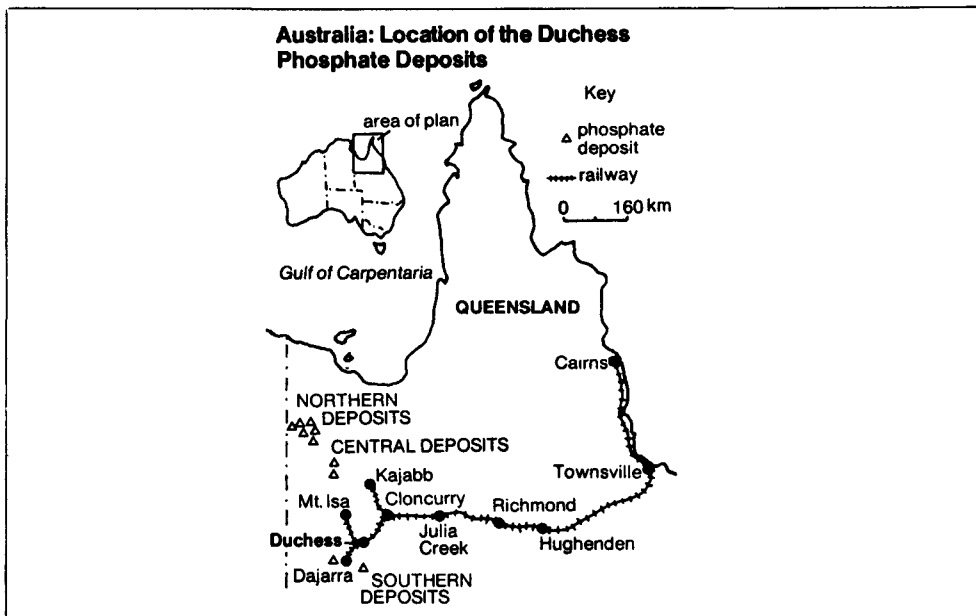 Australia: Location of the Duchess
Phosphate Deposits
Key
area of plan
phosphate
deposit
railway
0 160 km
Gulf of Carpentaria
QUEENSLAND
Cairns
NORTHERN
DEPOSITS
CENTRAL DEPOSITS
Townsville
Kajabb
Mt. Isa
Cloncurry
Richmond
Julia
Creek
Hughenden
Duchess
Dajarra
SOUTHERN
DEPOSITS